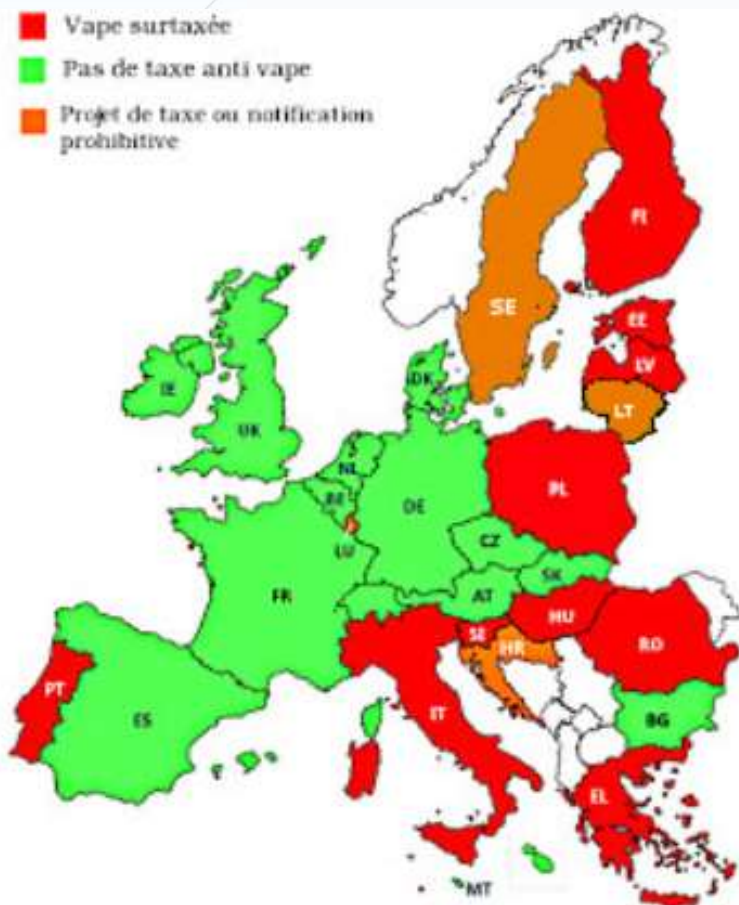 Vape surtaxée
Pas de taxe anti vape
Projet de taxe ou notification
prohibitive
FI
SE
EE
LV
LT
DK
IE
UK
NL
BE
DE
PL
LU
CZ
SK
FR
AT
HU
SI
HR
RO
PT
ES
IT
BG
EL
MT